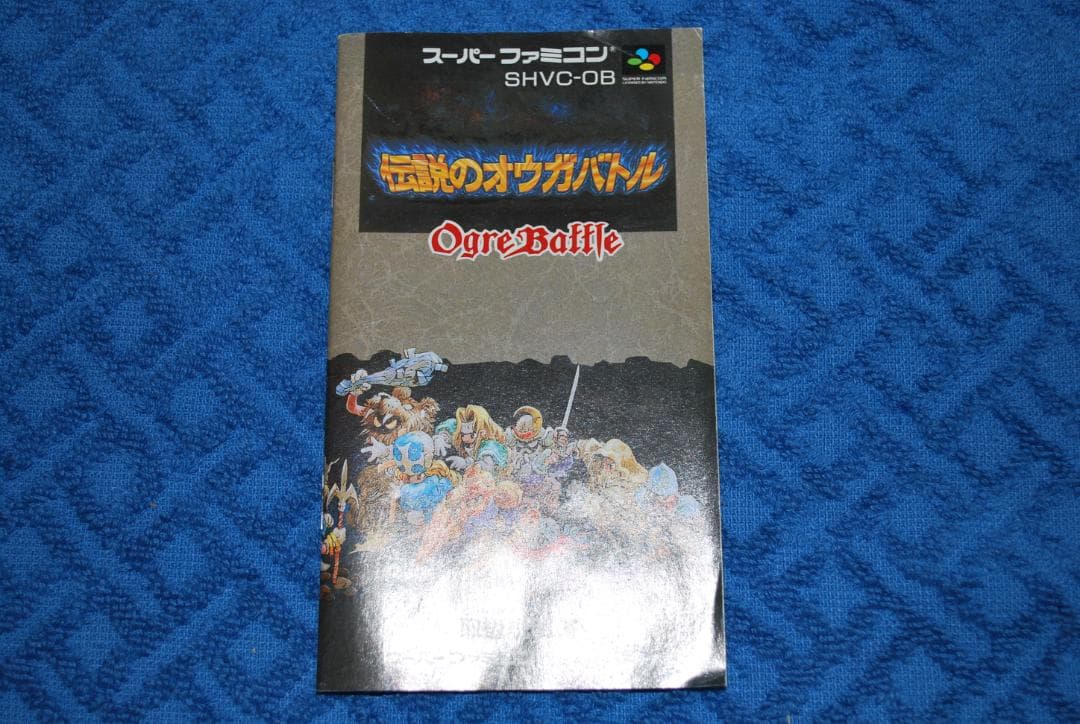 スーパーファミコン®
SHVC-OB
SUPER FAMICOM
LICENSED BY NINTENDO
伝説のオウガバトル
Ogre Battle